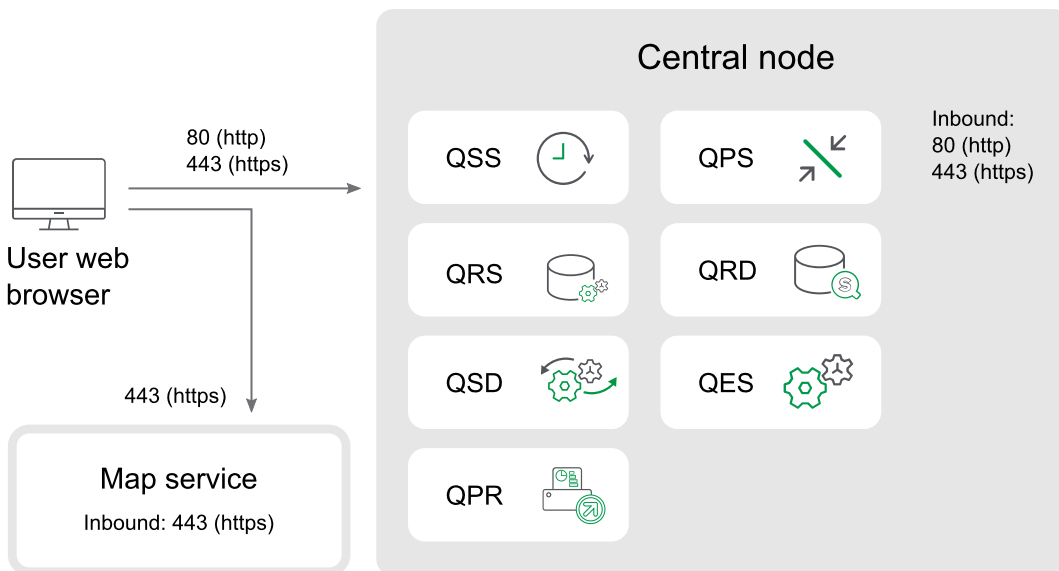 Central node
80 (http)
443 (https)
User web
browser
443 (https)
Map service
Inbound: 443 (https)
QSS
QPS
QRS
QRD
S
QSD
QES
QPR
Inbound:
80 (http)
443 (https)